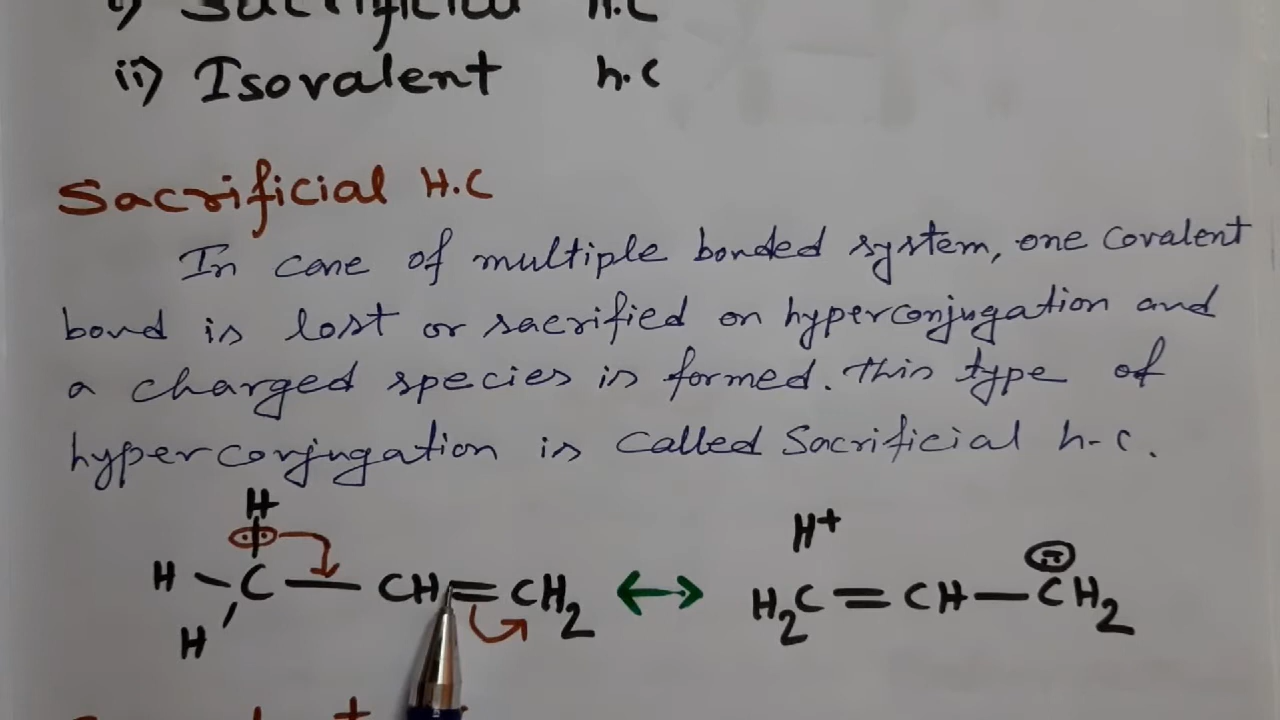 i) Sacrificial H.C
ii) Isovalent h.C
Sacrificial H.C
In case of multiple bonded system, one covalent
bond is lost or sacrified on hyperconjugation and
a charged species is formed. This type of
hyperconjugation is called Sacrificial h-c.
H H+
H – C — CH = CH2 ↔ H2C = CH — CH2
H